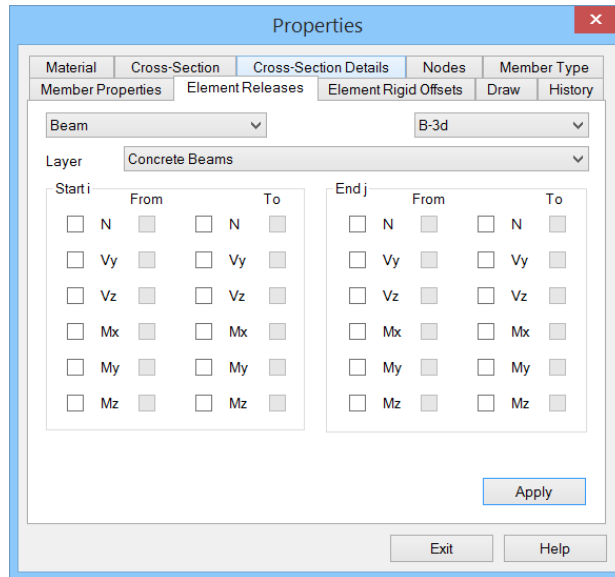 Properties
Material Cross-Section Cross-Section Details Nodes Member Type
Member Properties Element Releases Element Rigid Offsets Draw History
Beam B-3d
Layer Concrete Beams
Start i End j
From To From To
N N N N
Vy Vy Vy Vy
Vz Vz Vz Vz
Mx Mx Mx Mx
My My My My
Mz Mz Mz Mz
Apply
Exit Help